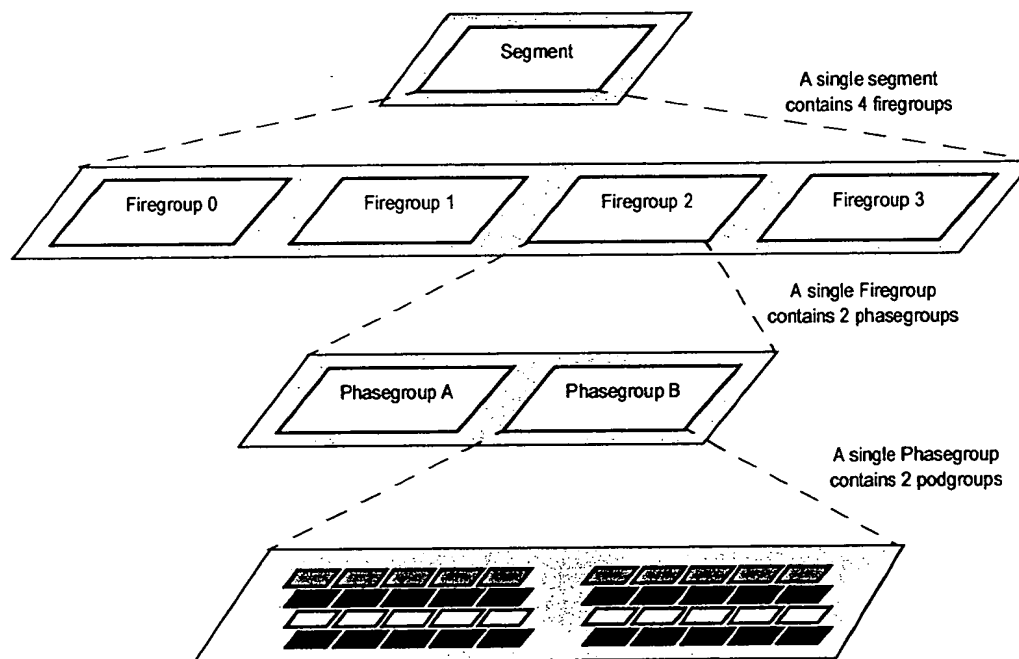 Segment
A single segment
contains 4 firegroups
Firegroup 0
Firegroup 1
Firegroup 2
Firegroup 3
A single Firegroup
contains 2 phasegroups
Phasegroup A
Phasegroup B
A single Phasegroup
contains 2 podgroups